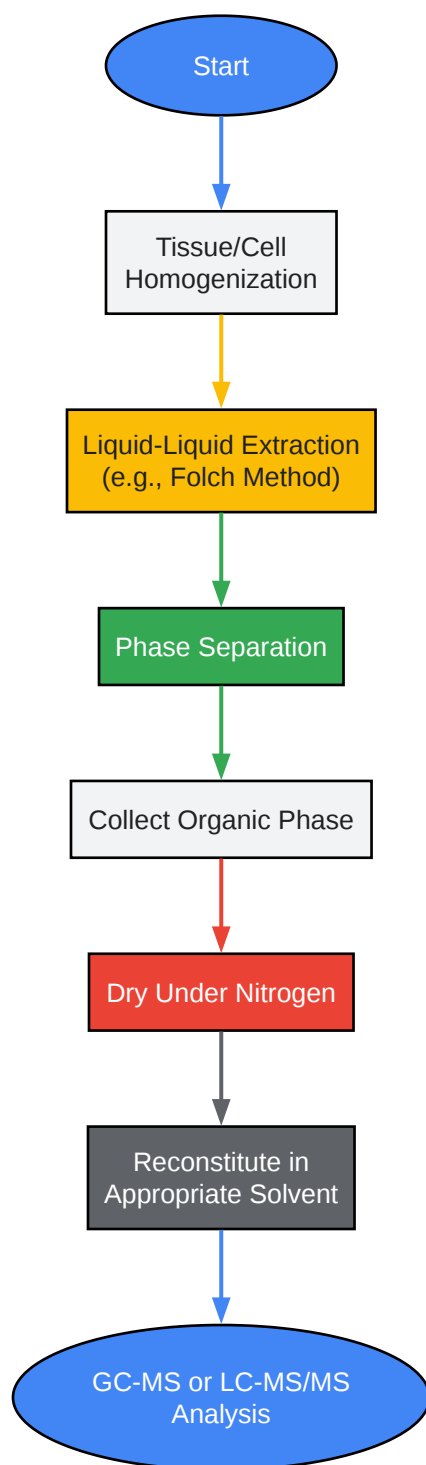 Start
Tissue/Cell
Homogenization
Liquid-Liquid Extraction
(e.g., Folch Method)
Phase Separation
Collect Organic Phase
Dry Under Nitrogen
Reconstitute in
Appropriate Solvent
GC-MS or LC-MS/MS
Analysis